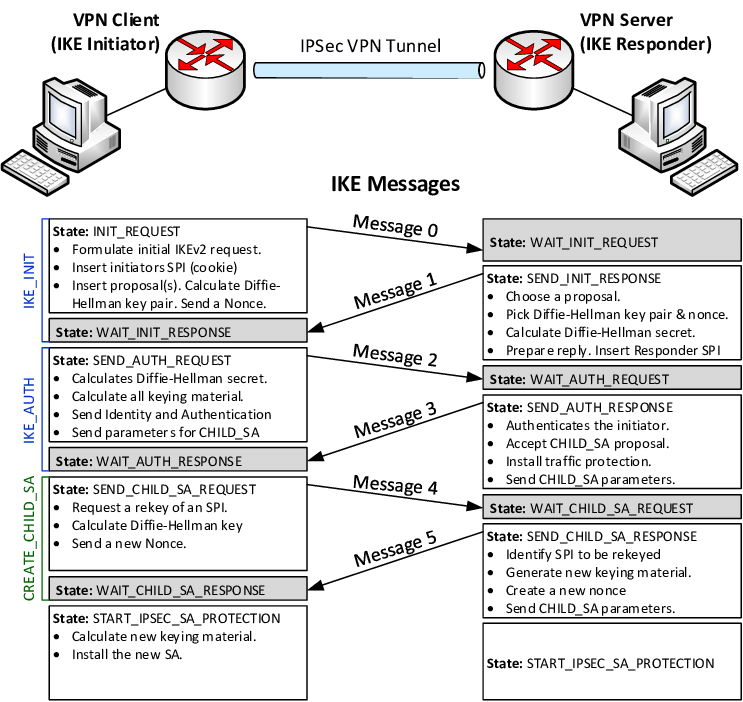 VPN Client
(IKE Initiator)
IPSec VPN Tunnel
VPN Server
(IKE Responder)
IKE Messages
IKE_INIT
State: INIT_REQUEST
• Formulate initial IKEv2 request.
• Insert initiators SPI (cookie)
• Insert proposal(s). Calculate Diffie-
Hellman key pair. Send a Nonce.
Message 0
State: WAIT_INIT_REQUEST
Message 1
State: SEND_INIT_RESPONSE
• Choose a proposal.
• Pick Diffie-Hellman key pair & nonce.
• Calculate Diffie-Hellman secret.
• Prepare reply. Insert Responder SPI
State: WAIT_INIT_RESPONSE
IKE_AUTH
State: SEND_AUTH_REQUEST
• Calculates Diffie-Hellman secret.
• Calculate all keying material.
• Send Identity and Authentication
• Send parameters for CHILD_SA
Message 2
State: WAIT_AUTH_REQUEST
Message 3
State: SEND_AUTH_RESPONSE
• Authenticates the initiator.
• Accept CHILD_SA proposal.
• Install traffic protection.
• Send CHILD_SA parameters.
State: WAIT_AUTH_RESPONSE
CREATE_CHILD_SA
State: SEND_CHILD_SA_REQUEST
• Request a rekey of an SPI.
• Calculate Diffie-Hellman key
• Send a new Nonce.
Message 4
State: WAIT_CHILD_SA_REQUEST
Message 5
State: SEND_CHILD_SA_RESPONSE
• Identify SPI to be rekeyed
• Generate new keying material.
• Create a new nonce
• Send CHILD_SA parameters.
State: WAIT_CHILD_SA_RESPONSE
State: START_IPSEC_SA_PROTECTION
• Calculate new keying material.
• Install the new SA.
State: START_IPSEC_SA_PROTECTION